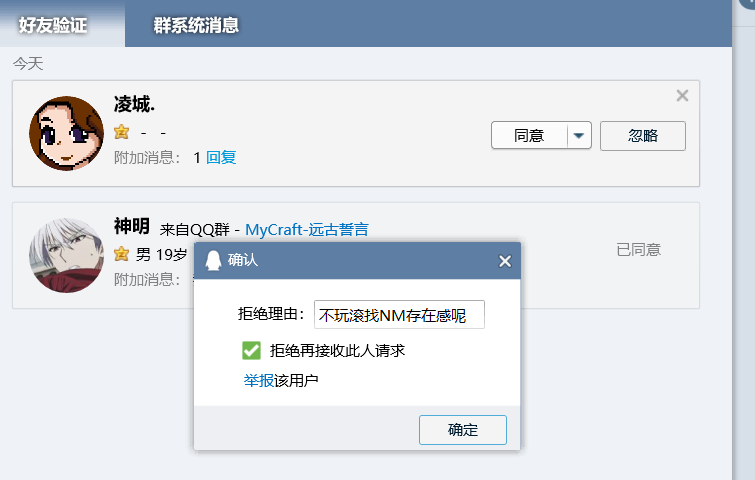 好友验证 群系统消息
今天
凌城.
- -
附加消息： 1 回复
同意 忽略
神明 来自QQ群 - MyCraft-远古誓言
男 19岁
附加消息：
已同意
确认
拒绝理由： 不玩滚找NM存在感呢
拒绝再接收此人请求
举报该用户
确定